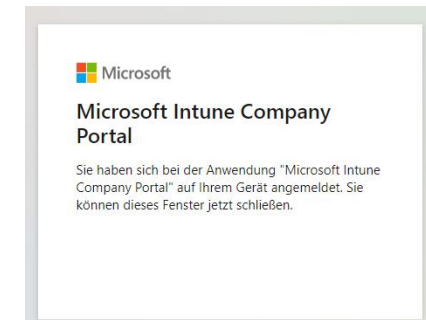 Microsoft
Microsoft Intune Company
Portal
Sie haben sich bei der Anwendung "Microsoft Intune
Company Portal" auf Ihrem Gerät angemeldet. Sie
können dieses Fenster jetzt schließen.